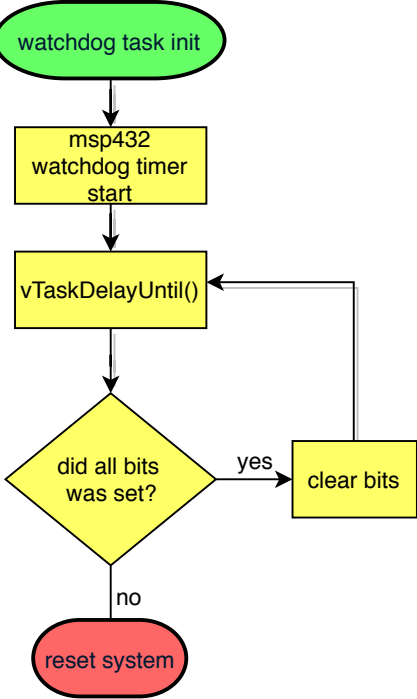 watchdog task init
msp432
watchdog timer
start
vTaskDelayUntil()
did all bits
was set?
yes
clear bits
no
reset system